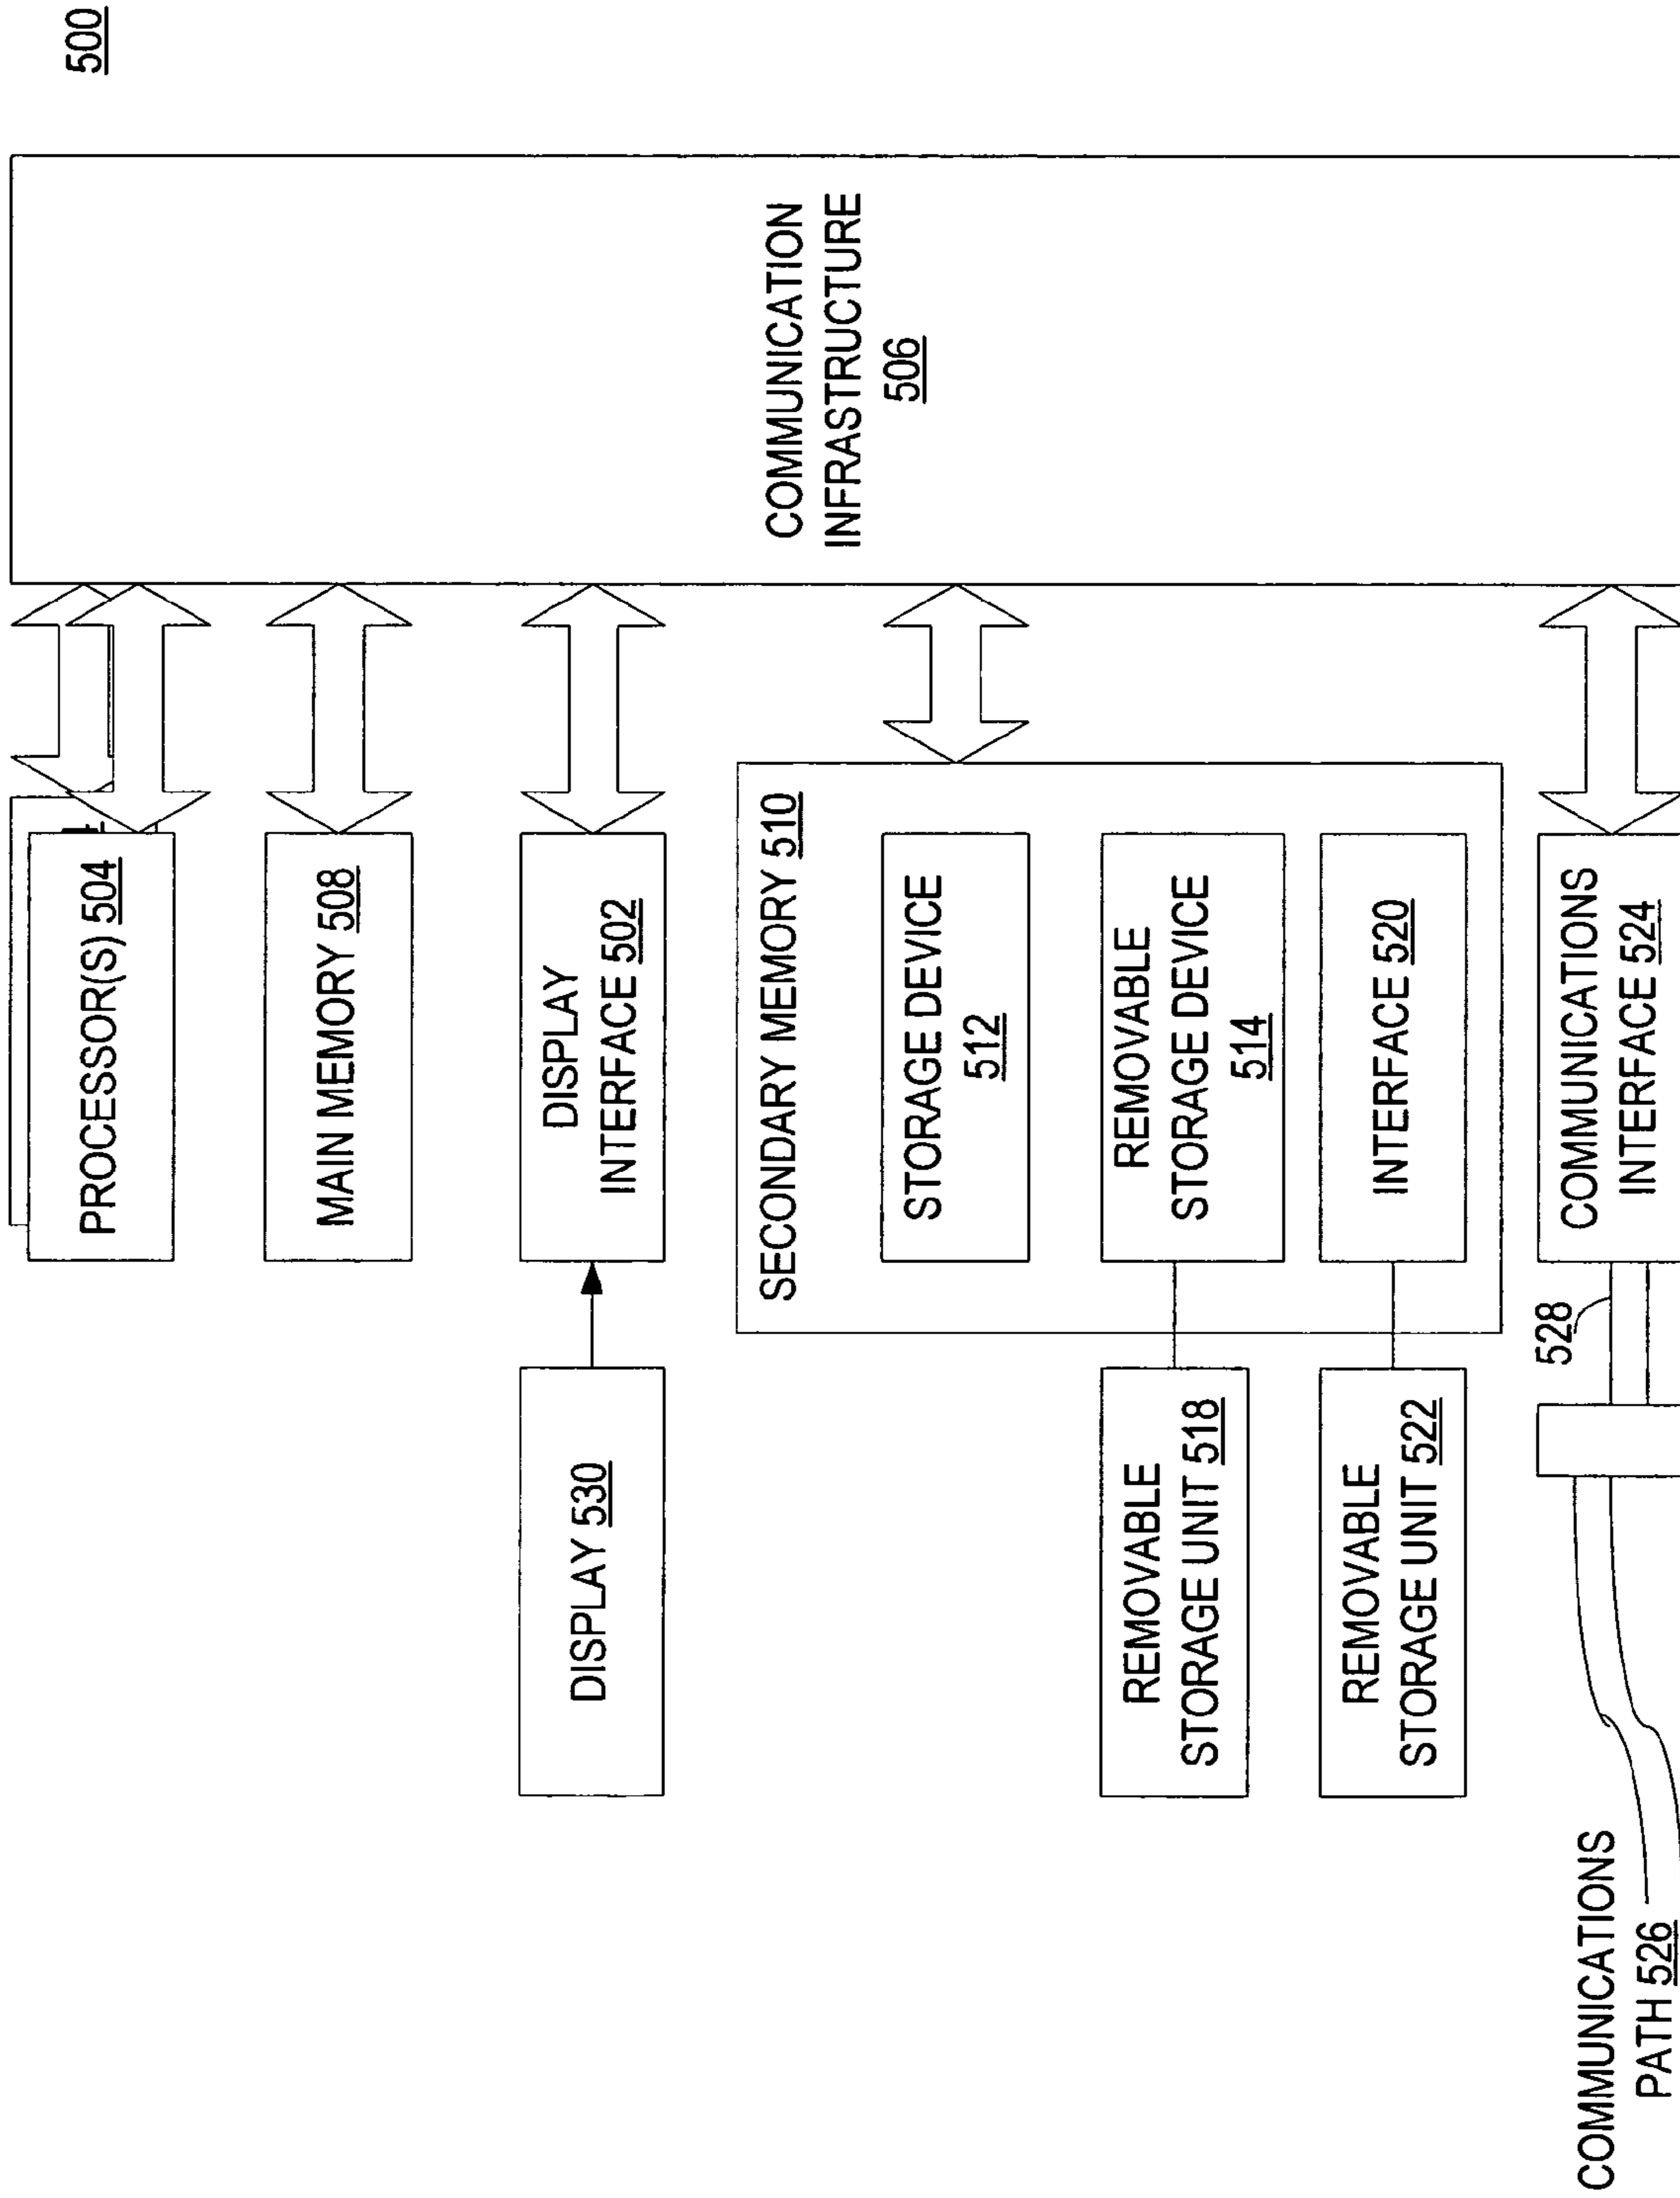 500
COMMUNICATION
INFRASTRUCTURE
506
PROCESSOR(S) 504
MAIN MEMORY 508
DISPLAY
INTERFACE 502
DISPLAY 530
SECONDARY MEMORY 510
STORAGE DEVICE
512
REMOVABLE
STORAGE DEVICE
514
INTERFACE 520
REMOVABLE
STORAGE UNIT 518
REMOVABLE
STORAGE UNIT 522
COMMUNICATIONS
INTERFACE 524
528
COMMUNICATIONS
PATH 526